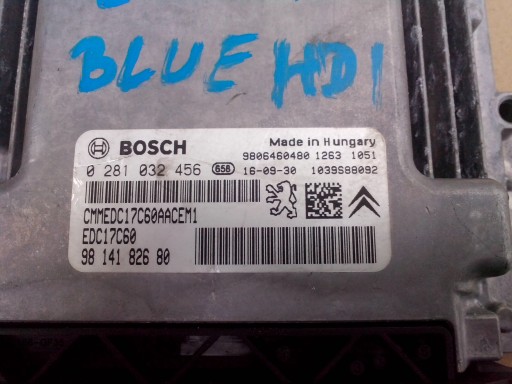 BLUE HDI
BOSCH
Made in Hungary
9806460480 1263 1051
0 281 032 456 658 16-09-30 1039S88092
CMMEDC17C60AACEM1
EDC17C60
98 141 826 80